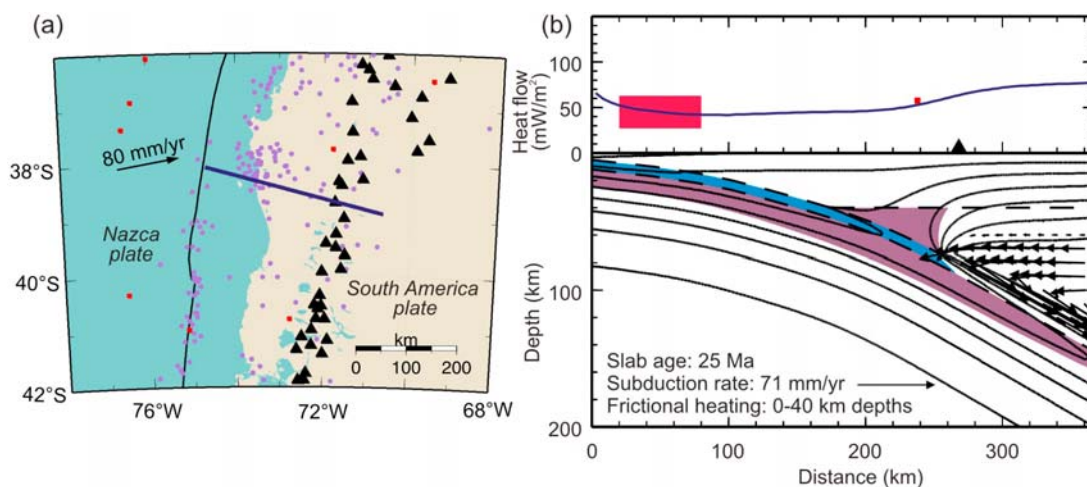 (a)
38°S
40°S
42°S
76°W
72°W
68°W
80 mm/yr
Nazca
plate
South America
plate
km
0 100 200
(b)
Heat flow
(mW/m²)
100
50
0
Depth (km)
100
200
Slab age: 25 Ma
Subduction rate: 71 mm/yr
Frictional heating: 0-40 km depths
0 100 200 300
Distance (km)